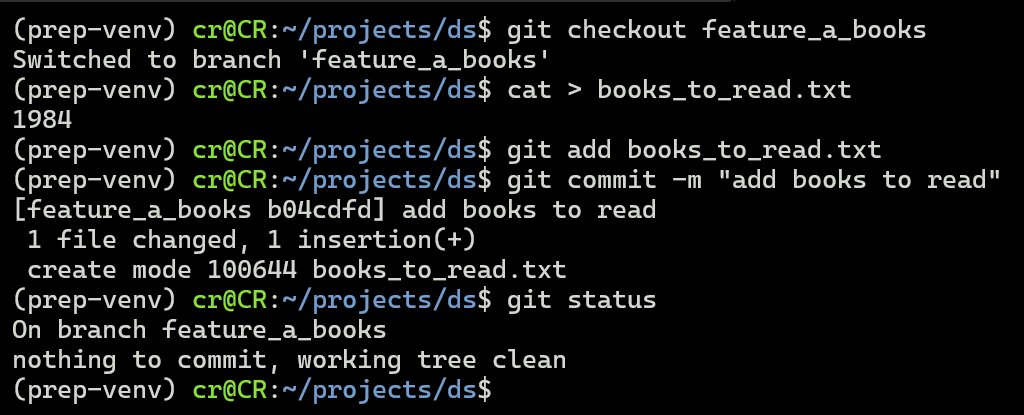 (prep-venv) cr@CR:~/projects/ds$ git checkout feature_a_books
Switched to branch 'feature_a_books'
(prep-venv) cr@CR:~/projects/ds$ cat > books_to_read.txt
1984
(prep-venv) cr@CR:~/projects/ds$ git add books_to_read.txt
(prep-venv) cr@CR:~/projects/ds$ git commit -m "add books to read"
[feature_a_books b04cdfd] add books to read
 1 file changed, 1 insertion(+)
 create mode 100644 books_to_read.txt
(prep-venv) cr@CR:~/projects/ds$ git status
On branch feature_a_books
nothing to commit, working tree clean
(prep-venv) cr@CR:~/projects/ds$